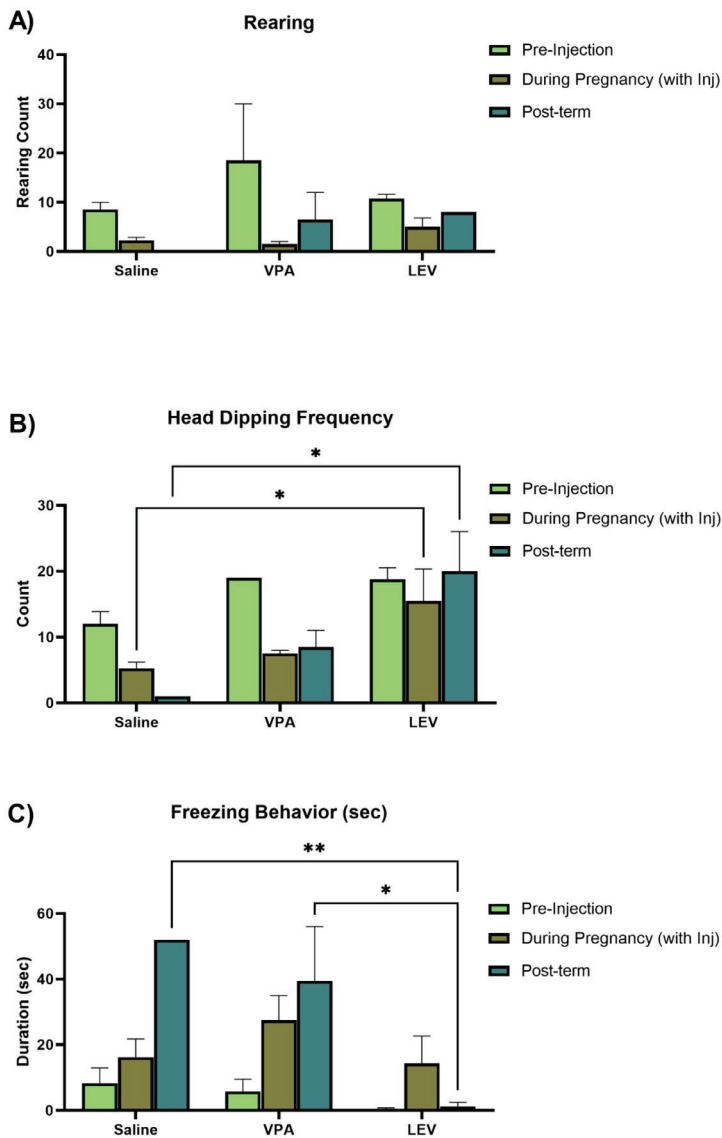 A)
Rearing
Pre-Injection
During Pregnancy (with Inj)
Post-term
Rearing Count
40
30
20
10
0
Saline VPA LEV
B)
Head Dipping Frequency
*
*
Pre-Injection
During Pregnancy (with Inj)
Post-term
Count
30
20
10
0
Saline VPA LEV
C)
Freezing Behavior (sec)
**
*
Pre-Injection
During Pregnancy (with Inj)
Post-term
Duration (sec)
60
40
20
0
Saline VPA LEV